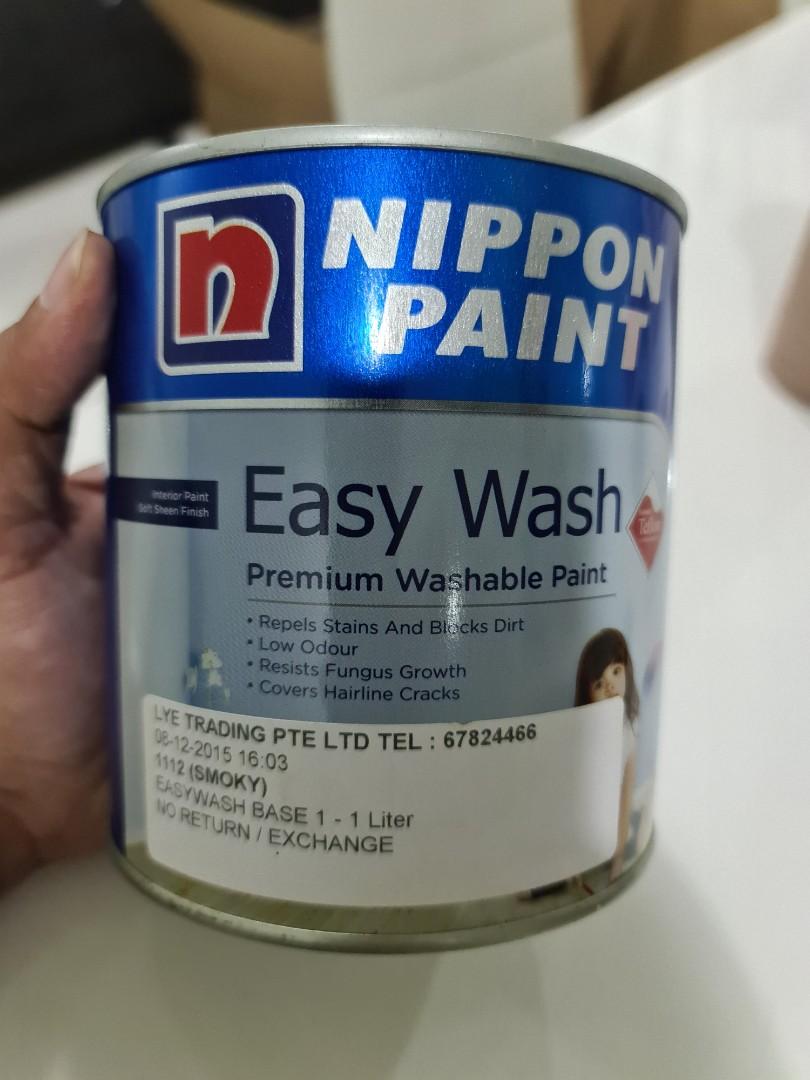 n
NIPPON
PAINT
Interior Paint
Soft Sheen Finish
Easy Wash
Teflon
Premium Washable Paint
• Repels Stains And Blocks Dirt
• Low Odour
• Resists Fungus Growth
• Covers Hairline Cracks
LYE TRADING PTE LTD TEL : 67824466
08-12-2015 16:03
1112 (SMOKY)
EASYWASH BASE 1 - 1 Liter
NO RETURN / EXCHANGE